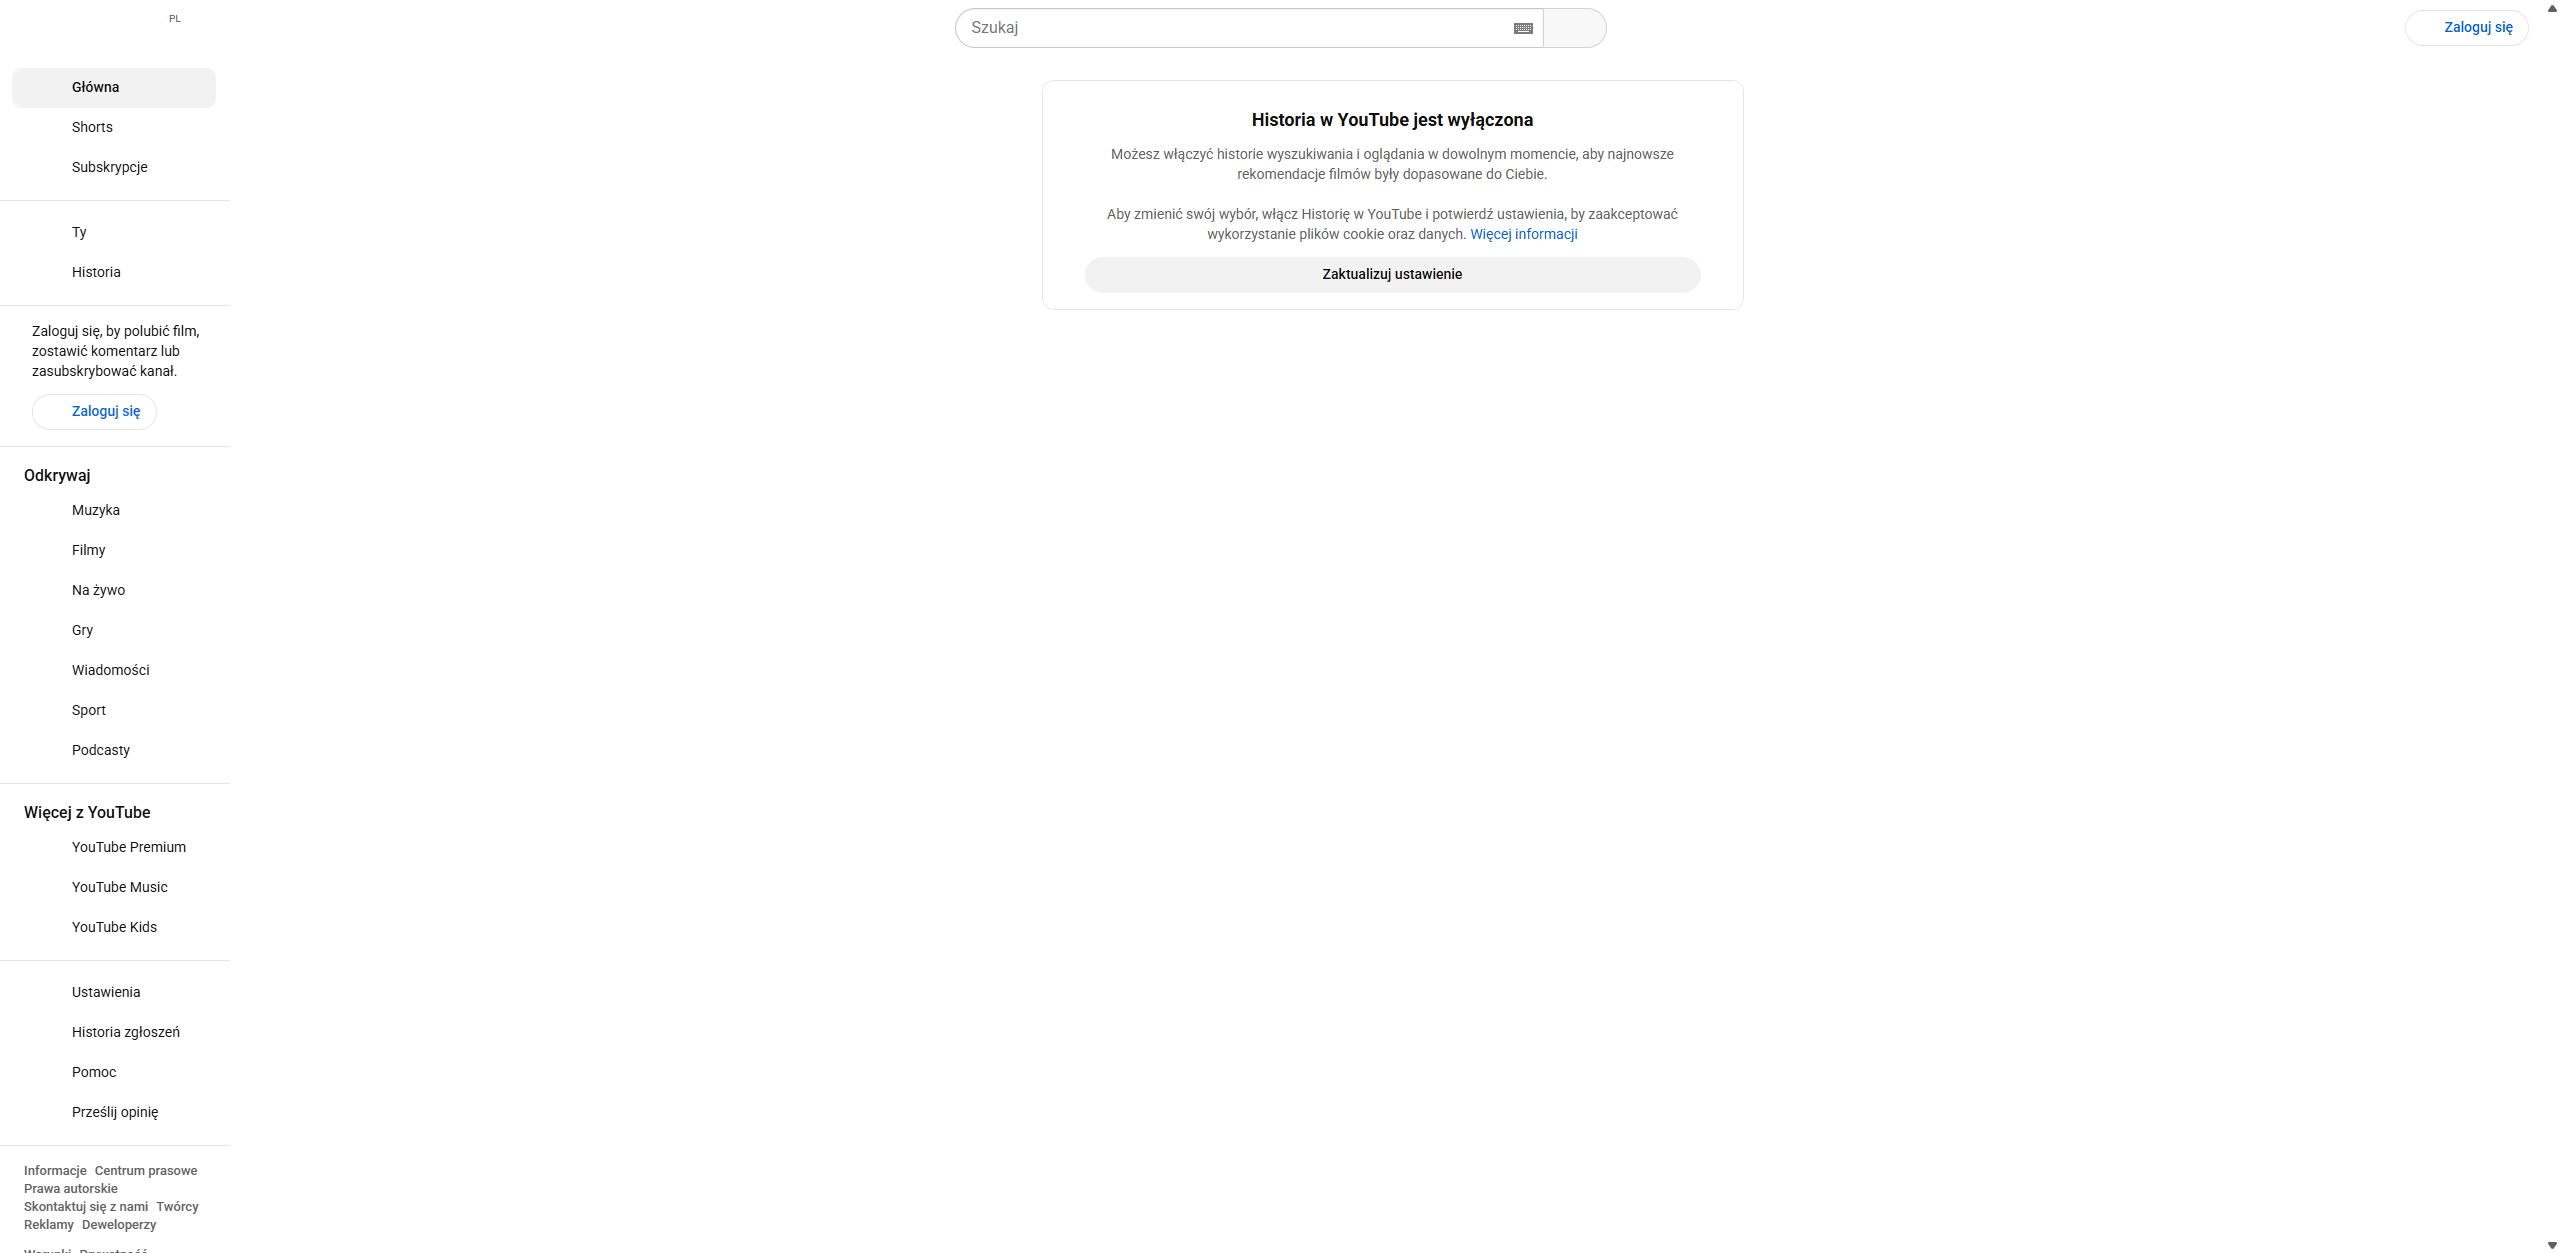 PL
Szukaj
Zaloguj się
Główna
Shorts
Subskrypcje
Ty
Historia
Zaloguj się, by polubić film,
zostawić komentarz lub
zasubskrybować kanał.
Zaloguj się
Odkrywaj
Muzyka
Filmy
Na żywo
Gry
Wiadomości
Sport
Podcasty
Więcej z YouTube
YouTube Premium
YouTube Music
YouTube Kids
Ustawienia
Historia zgłoszeń
Pomoc
Prześlij opinię
Informacje Centrum prasowe
Prawa autorskie
Skontaktuj się z nami Twórcy
Reklamy Deweloperzy
Warunki Prywatność
Historia w YouTube jest wyłączona
Możesz włączyć historie wyszukiwania i oglądania w dowolnym momencie, aby najnowsze
rekomendacje filmów były dopasowane do Ciebie.
Aby zmienić swój wybór, włącz Historię w YouTube i potwierdź ustawienia, by zaakceptować
wykorzystanie plików cookie oraz danych. Więcej informacji
Zaktualizuj ustawienie